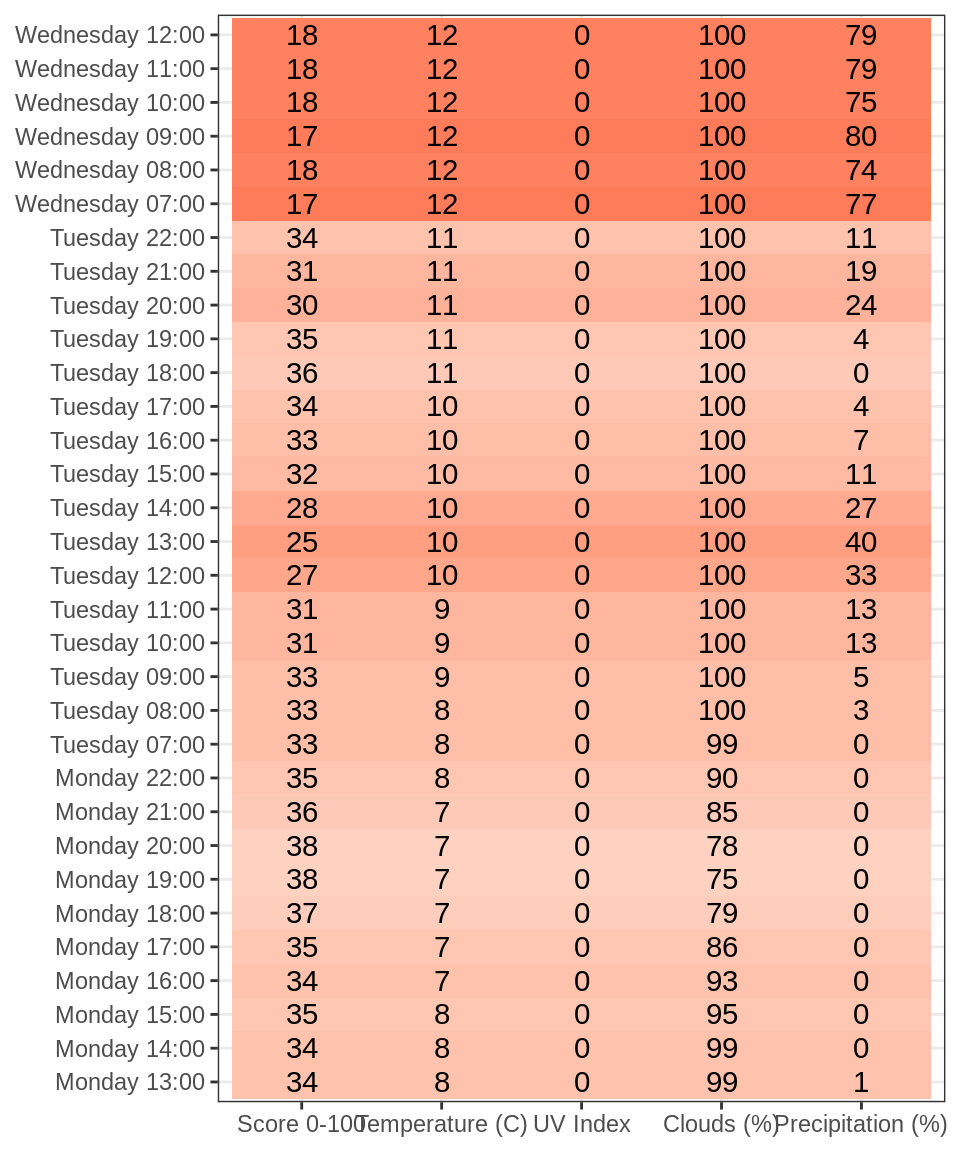 Wednesday 12:00 18 12 0 100 79
Wednesday 11:00 18 12 0 100 79
Wednesday 10:00 18 12 0 100 75
Wednesday 09:00 17 12 0 100 80
Wednesday 08:00 18 12 0 100 74
Wednesday 07:00 17 12 0 100 77
Tuesday 22:00 34 11 0 100 11
Tuesday 21:00 31 11 0 100 19
Tuesday 20:00 30 11 0 100 24
Tuesday 19:00 35 11 0 100 4
Tuesday 18:00 36 11 0 100 0
Tuesday 17:00 34 10 0 100 4
Tuesday 16:00 33 10 0 100 7
Tuesday 15:00 32 10 0 100 11
Tuesday 14:00 28 10 0 100 27
Tuesday 13:00 25 10 0 100 40
Tuesday 12:00 27 10 0 100 33
Tuesday 11:00 31 9 0 100 13
Tuesday 10:00 31 9 0 100 13
Tuesday 09:00 33 9 0 100 5
Tuesday 08:00 33 8 0 100 3
Tuesday 07:00 33 8 0 99 0
Monday 22:00 35 8 0 90 0
Monday 21:00 36 7 0 85 0
Monday 20:00 38 7 0 78 0
Monday 19:00 38 7 0 75 0
Monday 18:00 37 7 0 79 0
Monday 17:00 35 7 0 86 0
Monday 16:00 34 7 0 93 0
Monday 15:00 35 8 0 95 0
Monday 14:00 34 8 0 99 0
Monday 13:00 34 8 0 99 1
Score 0-100 Temperature (C) UV Index Clouds (%) Precipitation (%)